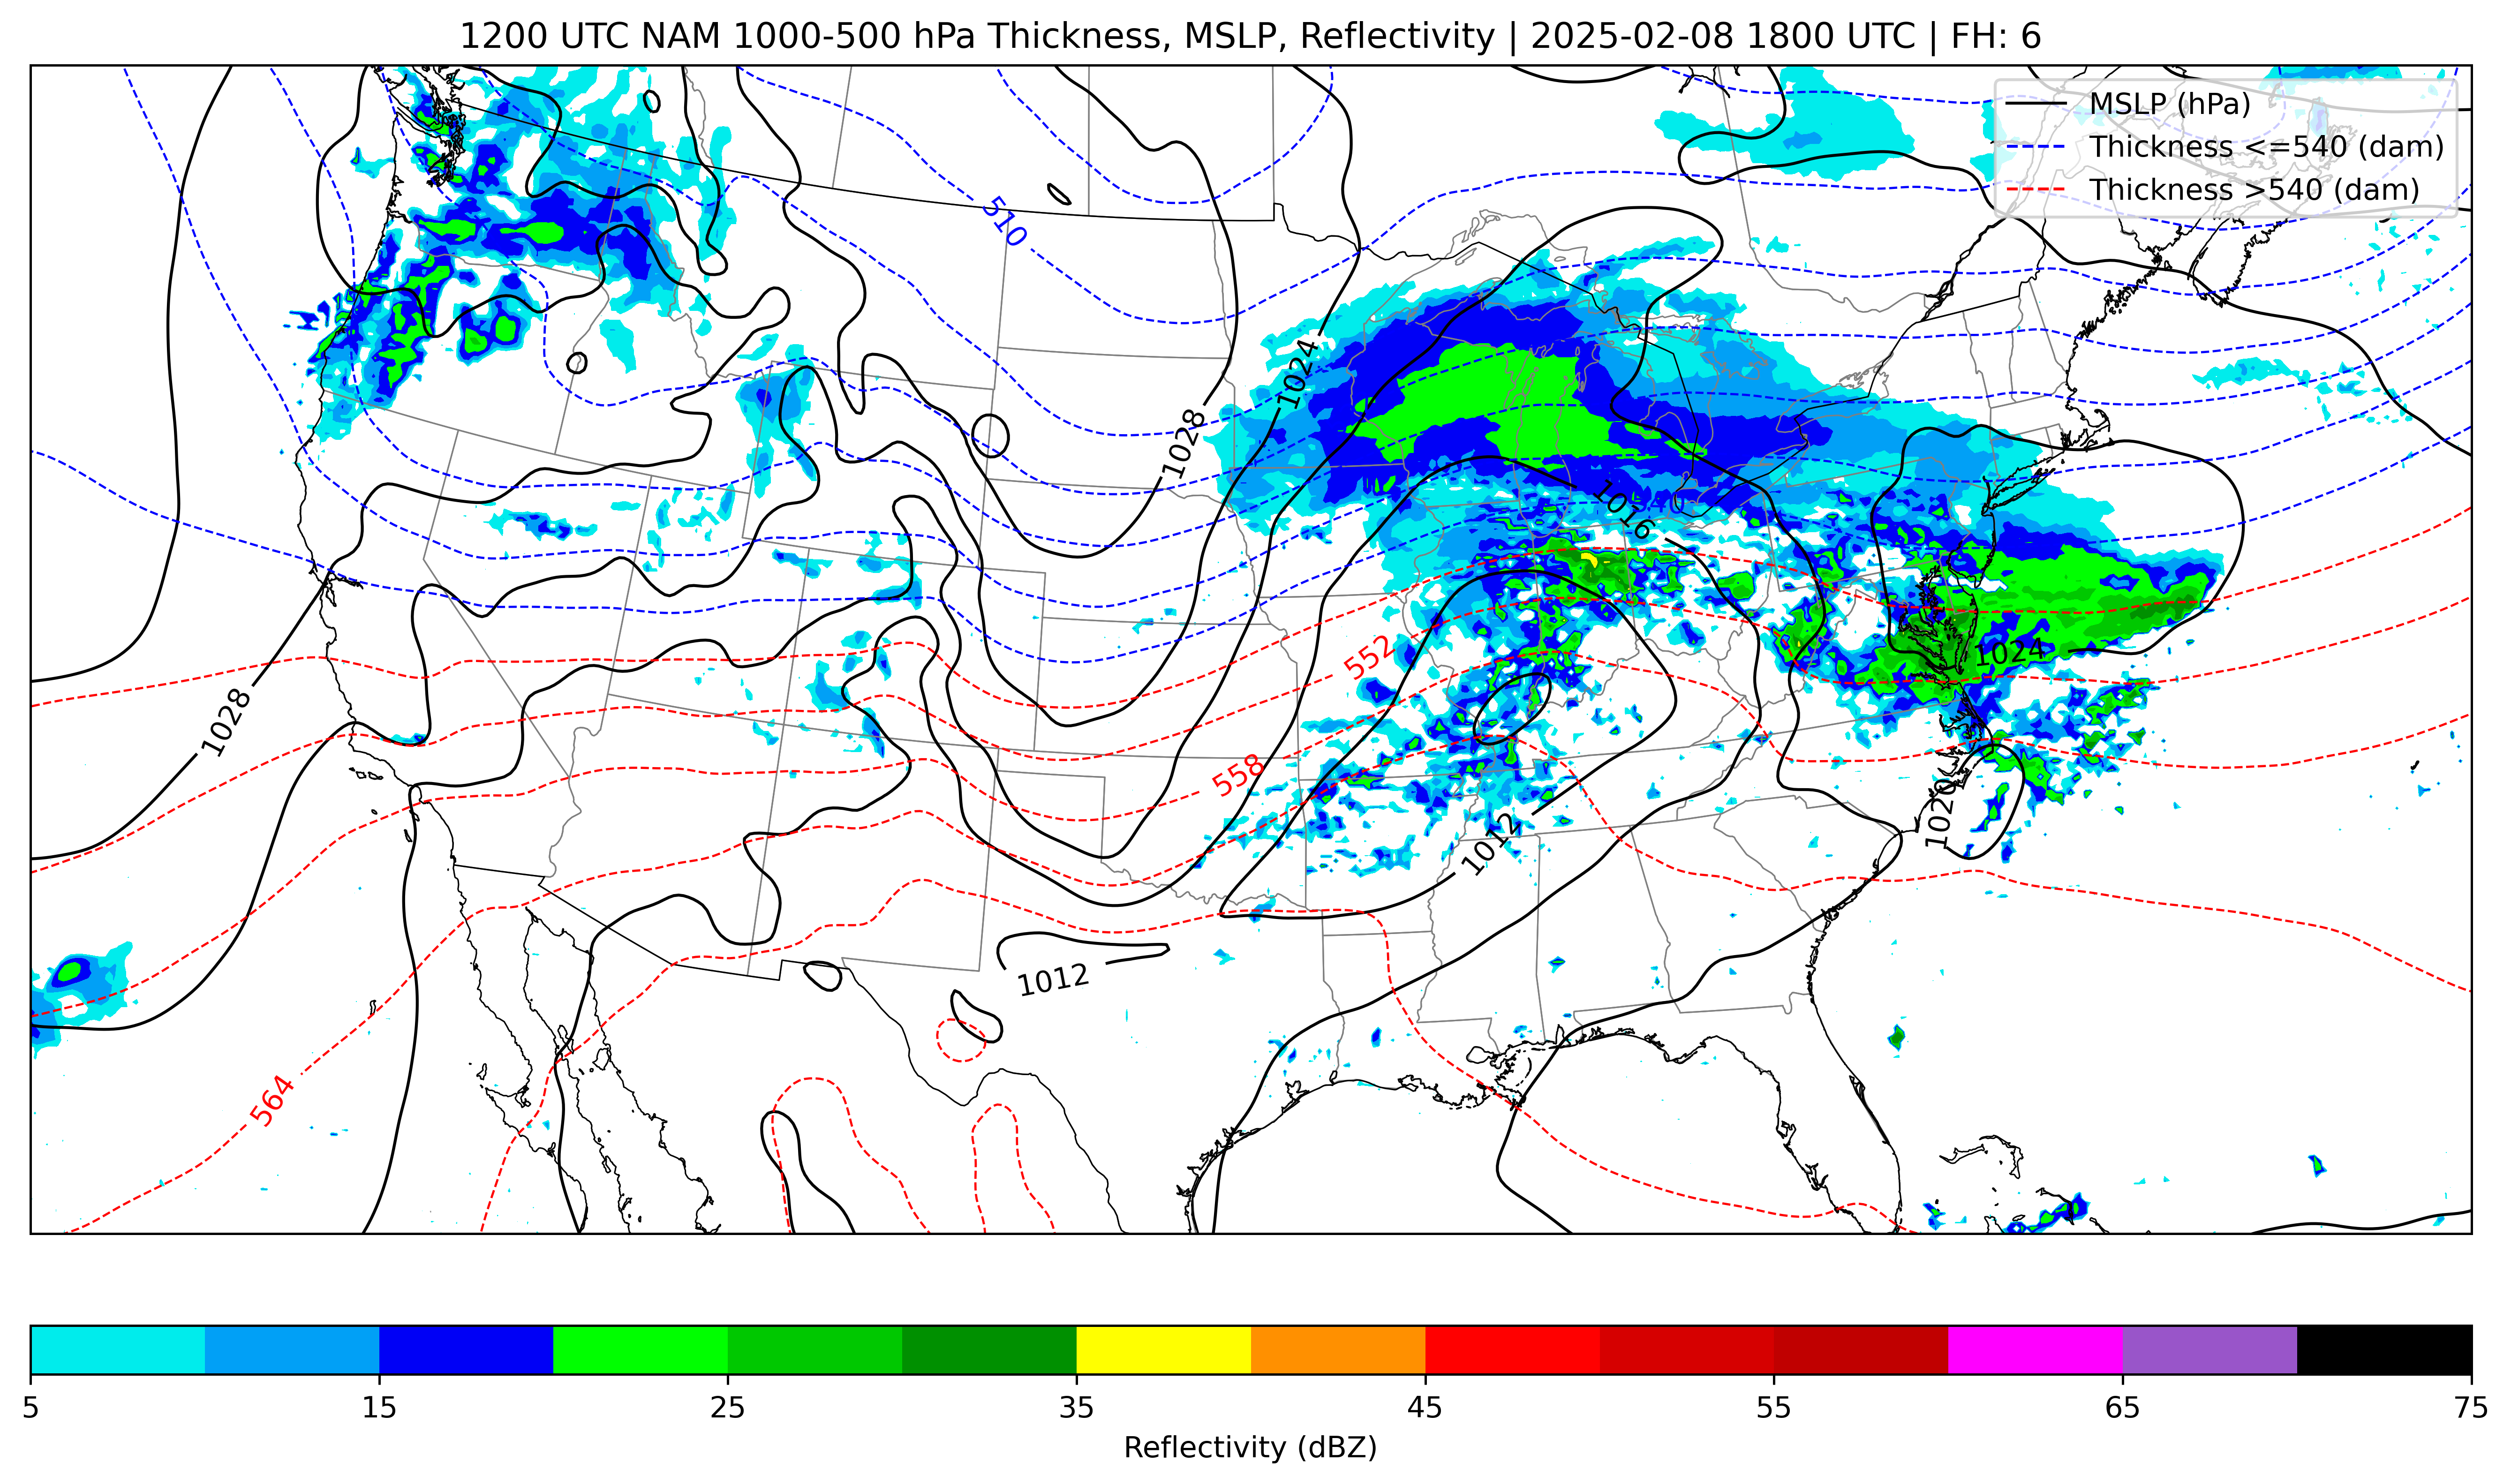 1200 UTC NAM 1000-500 hPa Thickness, MSLP, Reflectivity | 2025-02-08 1800 UTC | FH: 6
MSLP (hPa)
Thickness <=540 (dam)
Thickness >540 (dam)
510
1024
1028
1016
540
552
1024
1028
558
1020
1012
1012
564
5 15 25 35 45 55 65 75
Reflectivity (dBZ)